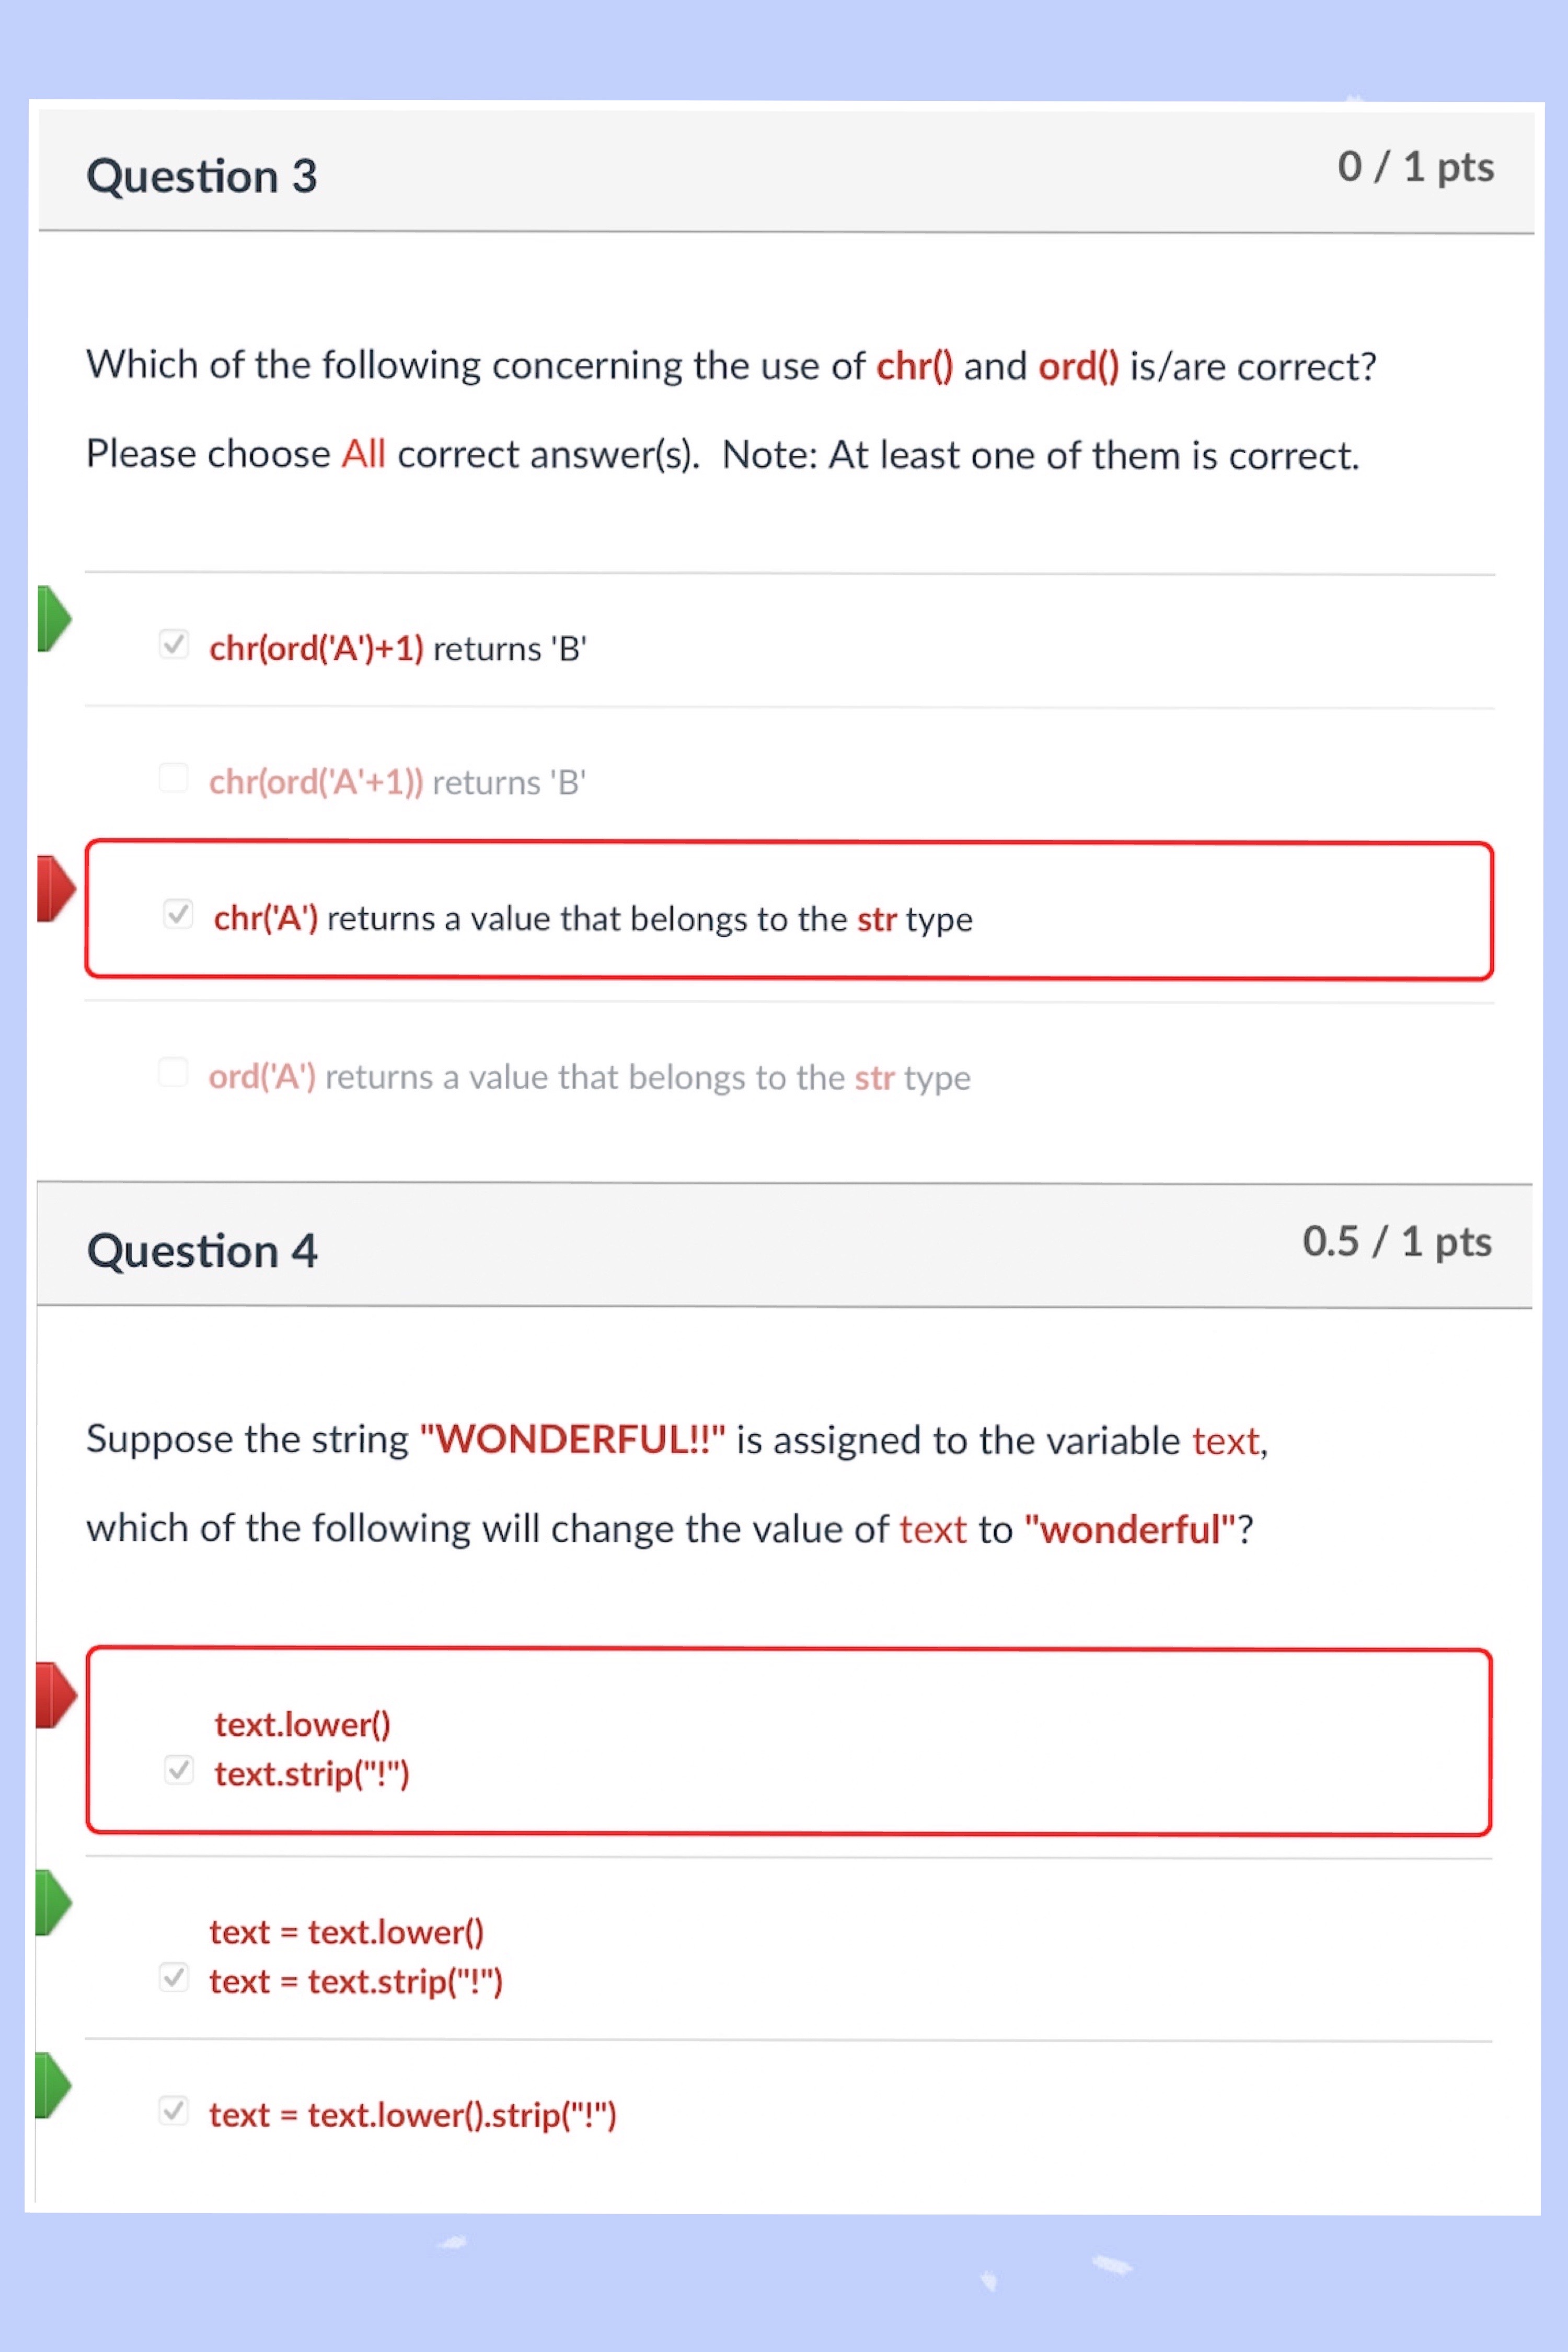 Question 3
0 / 1 pts
Which of the following concerning the use of chr() and ord() is/are correct?
Please choose All correct answer(s).  Note: At least one of them is correct.
chr(ord('A')+1) returns 'B'
chr(ord('A'+1)) returns 'B'
chr('A') returns a value that belongs to the str type
ord('A') returns a value that belongs to the str type
Question 4
0.5 / 1 pts
Suppose the string "WONDERFUL!!" is assigned to the variable text,
which of the following will change the value of text to "wonderful"?
text.lower()
text.strip("!")
text = text.lower()
text = text.strip("!")
text = text.lower().strip("!")